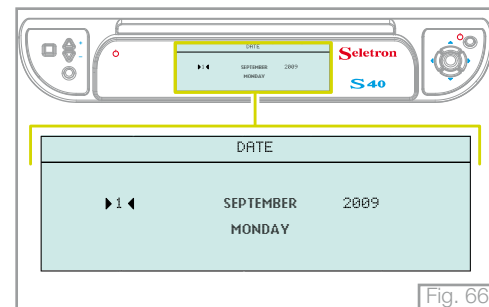 DATE
1 SEPTEMBER 2009
MONDAY
Seletron
S40
DATE
1 SEPTEMBER 2009
MONDAY
Fig. 66